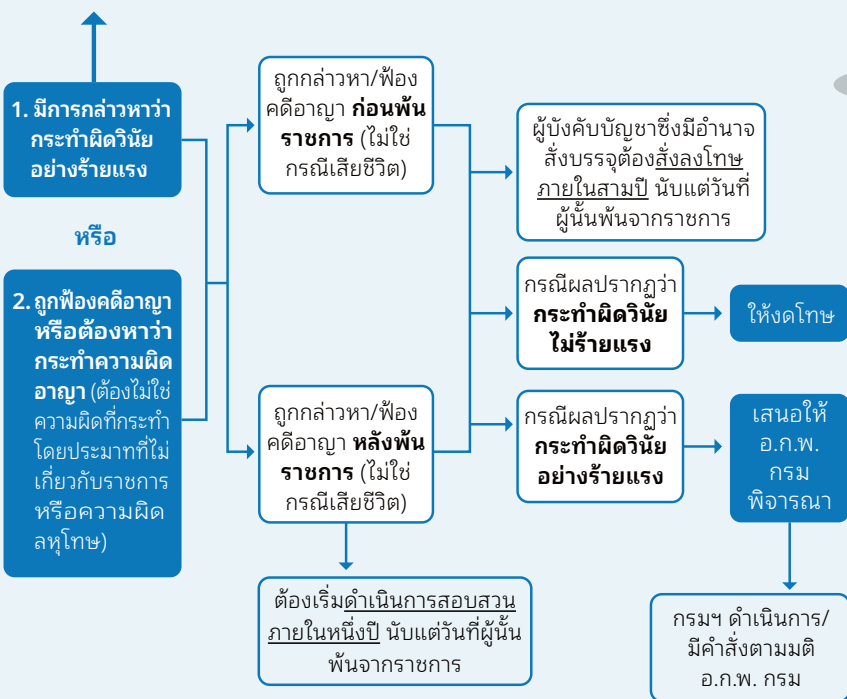 1. มีการกล่าวหาว่า
กระทำผิดวินัย
อย่างร้ายแรง
หรือ
2. ถูกฟ้องคดีอาญา
หรือต้องหาว่า
กระทำความผิด
อาญา (ต้องไม่ใช่
ความผิดที่กระทำ
โดยประมาทที่ไม่
เกี่ยวกับราชการ
หรือความผิด
ลหุโทษ)
ถูกกล่าวหา/ฟ้อง
คดีอาญา ก่อนพ้น
ราชการ (ไม่ใช่
กรณีเสียชีวิต)
ถูกกล่าวหา/ฟ้อง
คดีอาญา หลังพ้น
ราชการ (ไม่ใช่
กรณีเสียชีวิต)
ต้องเริ่มดำเนินการสอบสวน
ภายในหนึ่งปี นับแต่วันที่ผู้นั้น
พ้นจากราชการ
ผู้บังคับบัญชาซึ่งมีอำนาจ
สั่งบรรจุต้องสั่งลงโทษ
ภายในสามปี นับแต่วันที่
ผู้นั้นพ้นจากราชการ
กรณีผลปรากฏว่า
กระทำผิดวินัย
ไม่ร้ายแรง
ให้งดโทษ
กรณีผลปรากฏว่า
กระทำผิดวินัย
อย่างร้ายแรง
เสนอให้
อ.ก.พ.
กรม
พิจารณา
กรมฯ ดำเนินการ/
มีคำสั่งตามมติ
อ.ก.พ. กรม